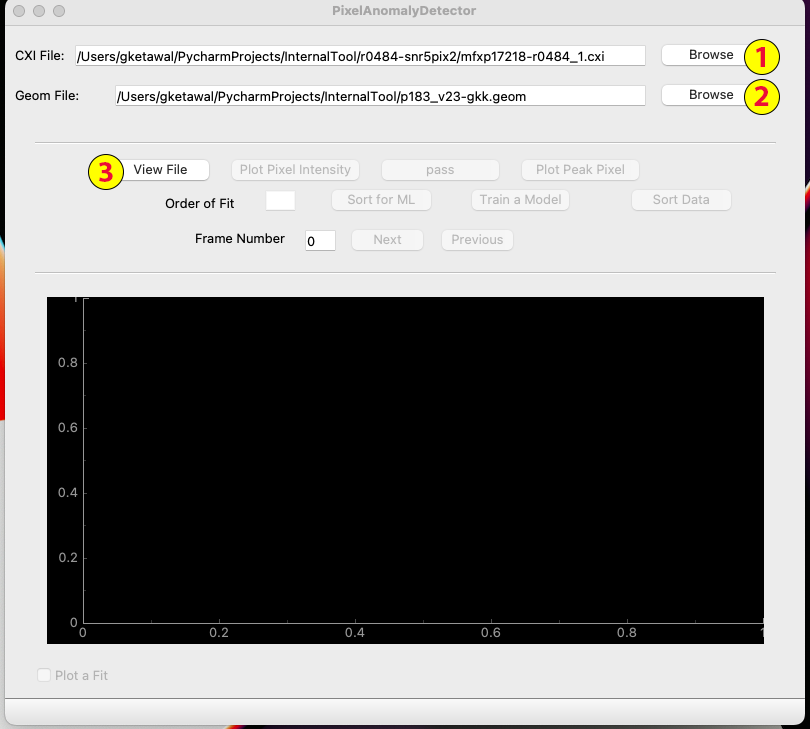 PixelAnomalyDetector
CXI File: /Users/gketawal/PycharmProjects/InternalTool/r0484-snr5pix2/mfxp17218-r0484_1.cxi Browse 1
Geom File: /Users/gketawal/PycharmProjects/InternalTool/p183_v23-gkk.geom Browse 2
3 View File Plot Pixel Intensity pass Plot Peak Pixel
Order of Fit Sort for ML Train a Model Sort Data
Frame Number 0 Next Previous
1
0.8
0.6
0.4
0.2
0
0 0.2 0.4 0.6 0.8 1
Plot a Fit